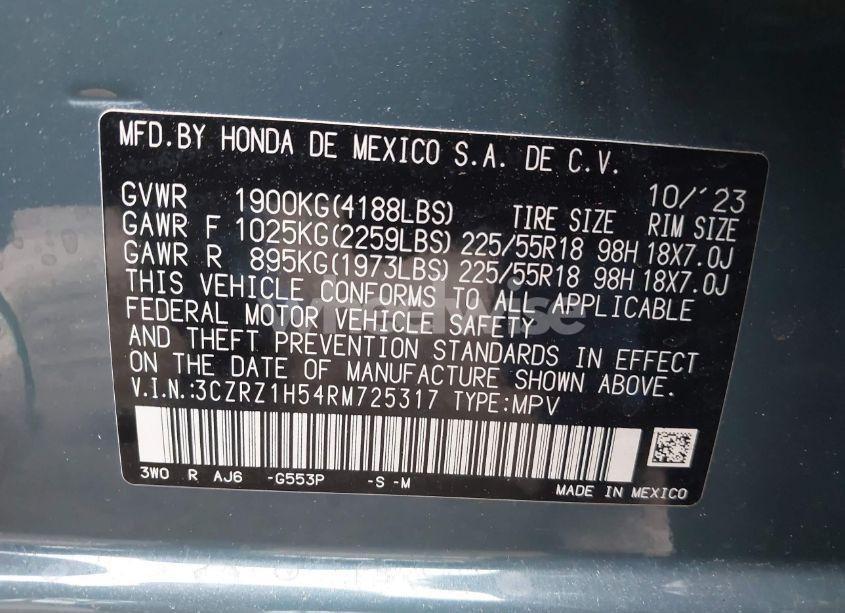 MFD.BY HONDA DE MEXICO S.A. DE C.V.
10/'23
GVWR 1900KG(4188LBS) TIRE SIZE RIM SIZE
GAWR F 1025KG(2259LBS) 225/55R18 98H 18X7.0J
GAWR R 895KG(1973LBS) 225/55R18 98H 18X7.0J
THIS VEHICLE CONFORMS TO ALL APPLICABLE
FEDERAL MOTOR VEHICLE SAFETY
AND THEFT PREVENTION STANDARDS IN EFFECT
ON THE DATE OF MANUFACTURE SHOWN ABOVE.
V.I.N.:3CZRZ1H54RM725317 TYPE:MPV
3WO R AJ6 -G553P -S -M
MADE IN MEXICO